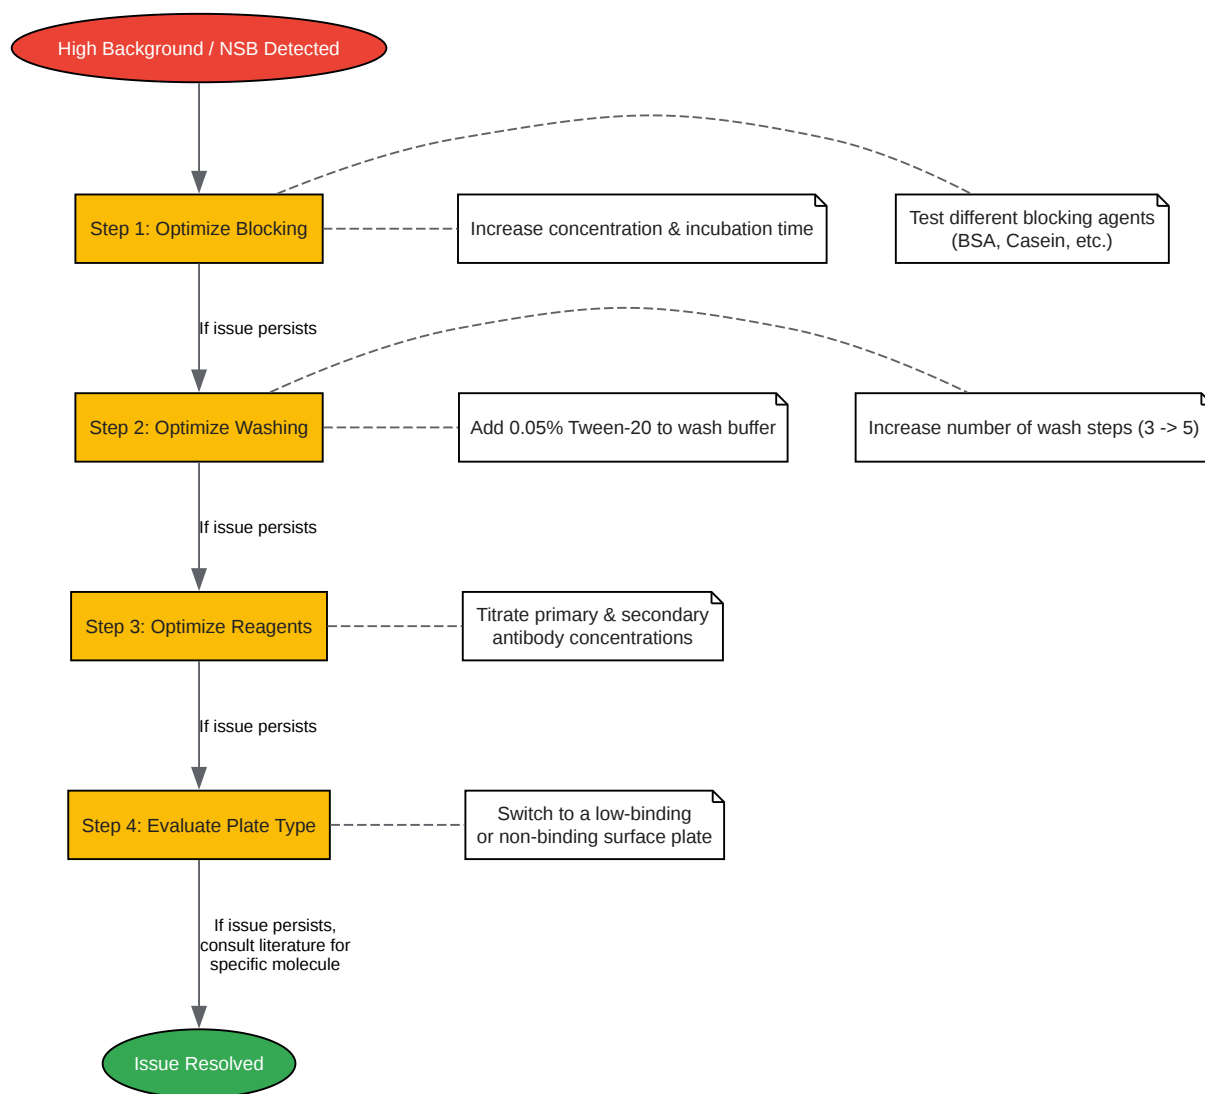 High Background / NSB Detected
Step 1: Optimize Blocking
Increase concentration & incubation time
Test different blocking agents
(BSA, Casein, etc.)
If issue persists
Step 2: Optimize Washing
Add 0.05% Tween-20 to wash buffer
Increase number of wash steps (3 -> 5)
If issue persists
Step 3: Optimize Reagents
Titrate primary & secondary
antibody concentrations
If issue persists
Step 4: Evaluate Plate Type
Switch to a low-binding
or non-binding surface plate
If issue persists,
consult literature for
specific molecule
Issue Resolved